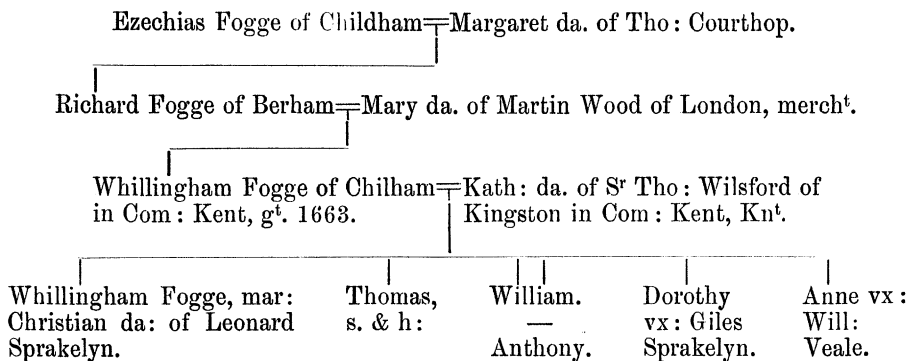 Ezechias Fogge of Childham Margaret da. of Tho: Courthop.
Richard Fogge of Berham Mary da. of Martin Wood of London, mercht.
Whillingham Fogge of Chilham Kath: da. of Sr Tho: Wilsford of
in Com: Kent, gt. 1663. Kingston in Com: Kent, Knt.
Whillingham Fogge, mar: Thomas, William. Dorothy Anne vx:
Christian da: of Leonard s. & h: — vx: Giles Will:
Sprakelyn. Anthony. Sprakelyn. Veale.